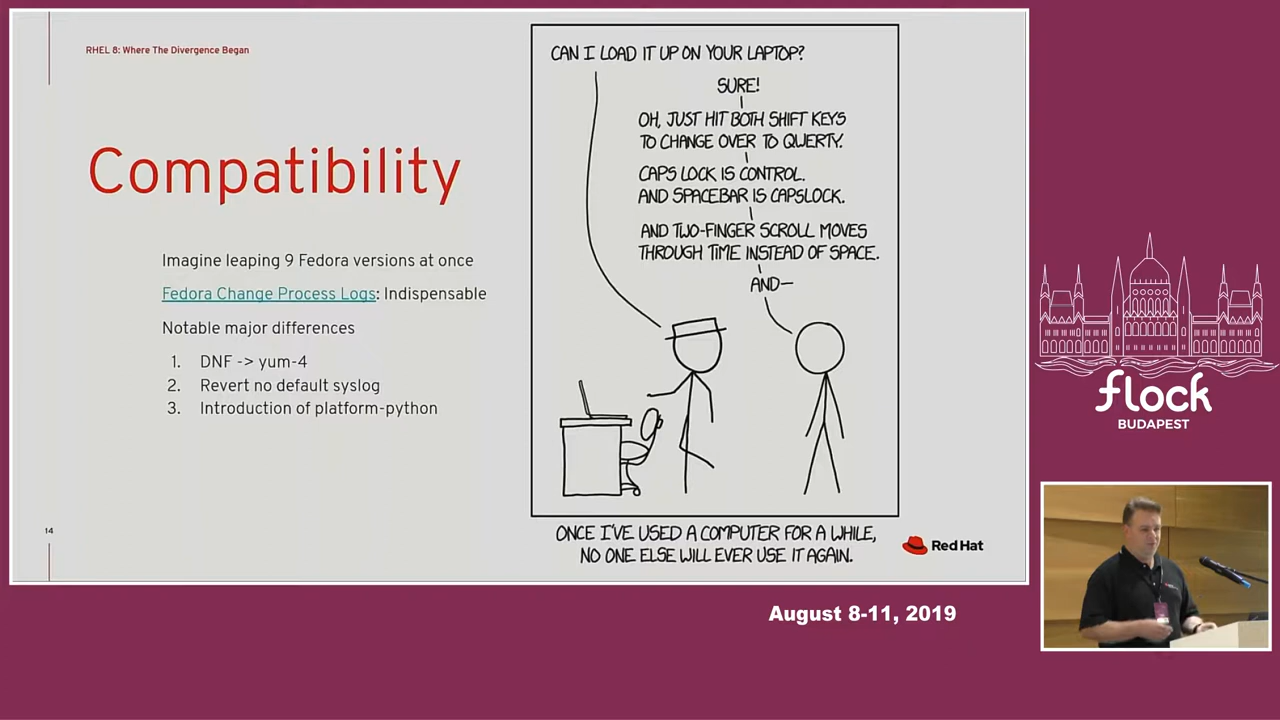 RHEL 8: Where The Divergence Began
Compatibility
Imagine leaping 9 Fedora versions at once
Fedora Change Process Logs: Indispensable
Notable major differences
1. DNF -> yum-4
2. Revert no default syslog
3. Introduction of platform-python
14
CAN I LOAD IT UP ON YOUR LAPTOP?
SURE!
OH, JUST HIT BOTH SHIFT KEYS
TO CHANGE OVER TO QWERTY.
CAPS LOCK IS CONTROL.
AND SPACEBAR IS CAPSLOCK.
AND TWO-FINGER SCROLL MOVES
THROUGH TIME INSTEAD OF SPACE.
AND—
ONCE I'VE USED A COMPUTER FOR A WHILE,
NO ONE ELSE WILL EVER USE IT AGAIN.
Red Hat
flock
BUDAPEST
August 8-11, 2019